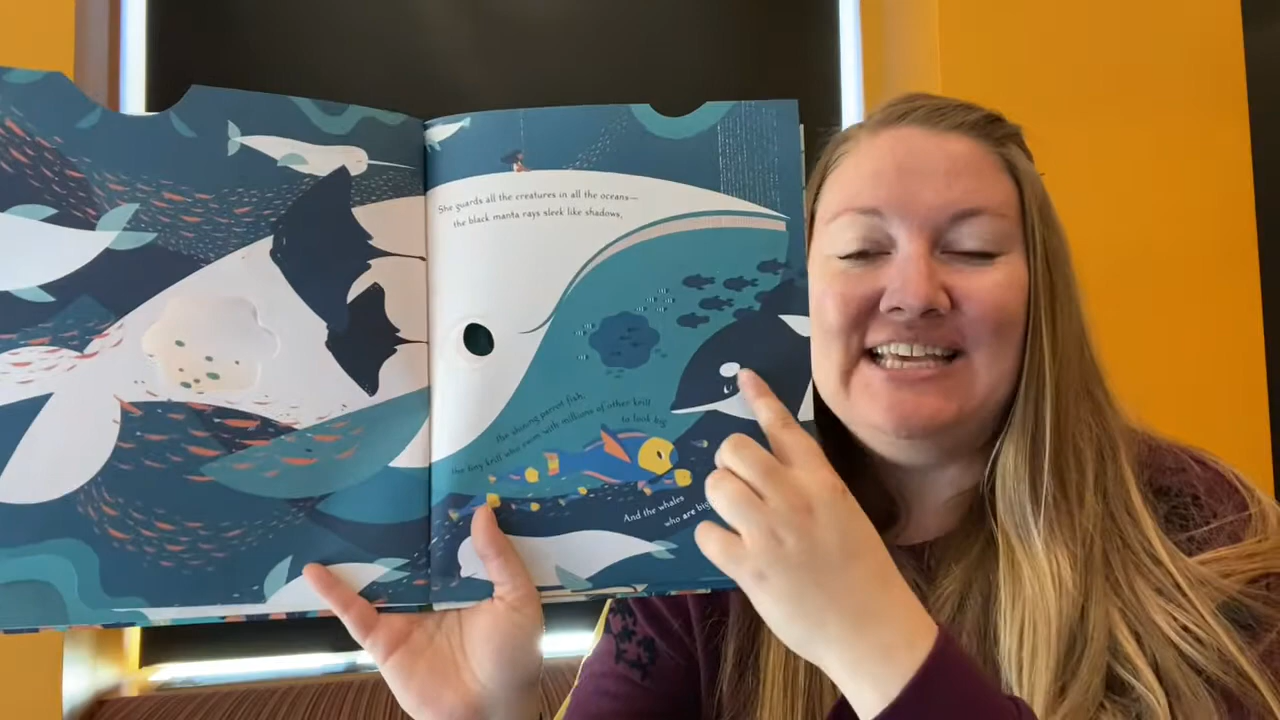 She guards all the creatures in all the oceans—
the black manta rays sleek like shadows,
the shining parrot fish,
the tiny krill who swim with millions of other krill
to look big
And the whales
who are big